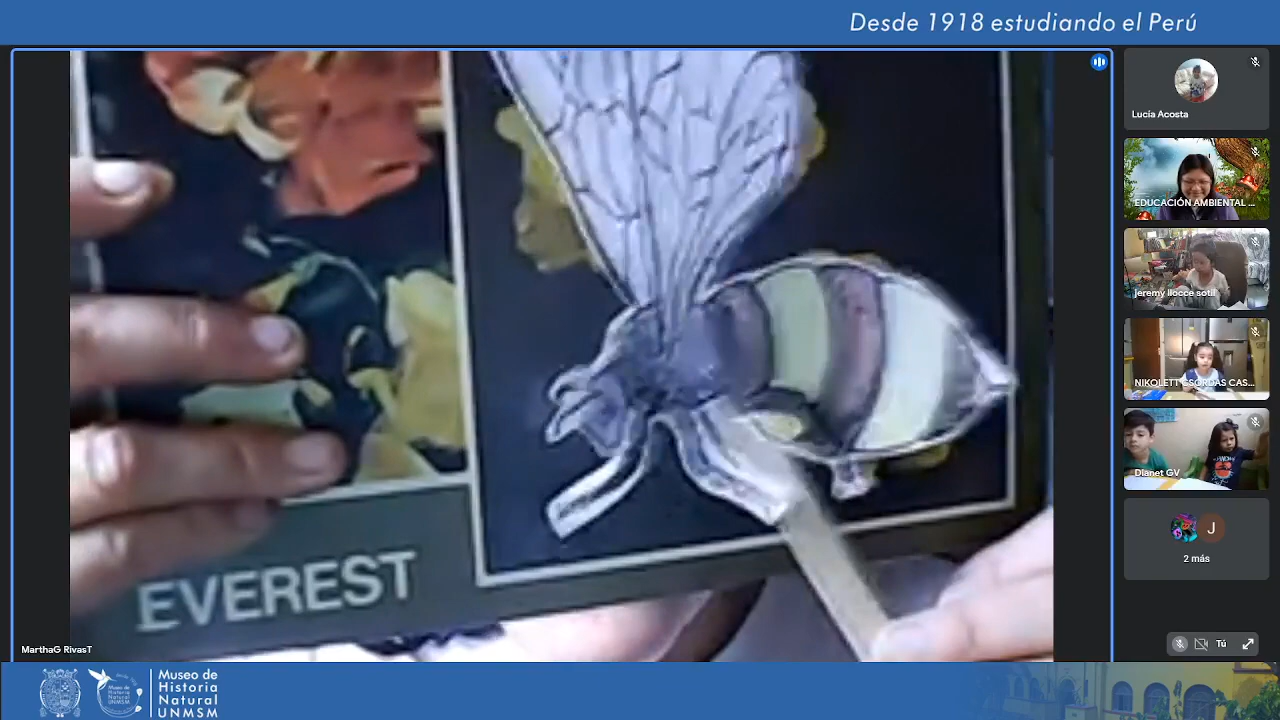 Desde 1918 estudiando el Perú
Lucía Acosta
EDUCACIÓN AMBIENTAL ...
jeremy llocce sotil
NIKOLETT CSORDAS CAS...
Dianet GV
J
2 más
EVEREST
MarthaG RivasT
Tú
Museo de
Historia
Natural
UNMSM